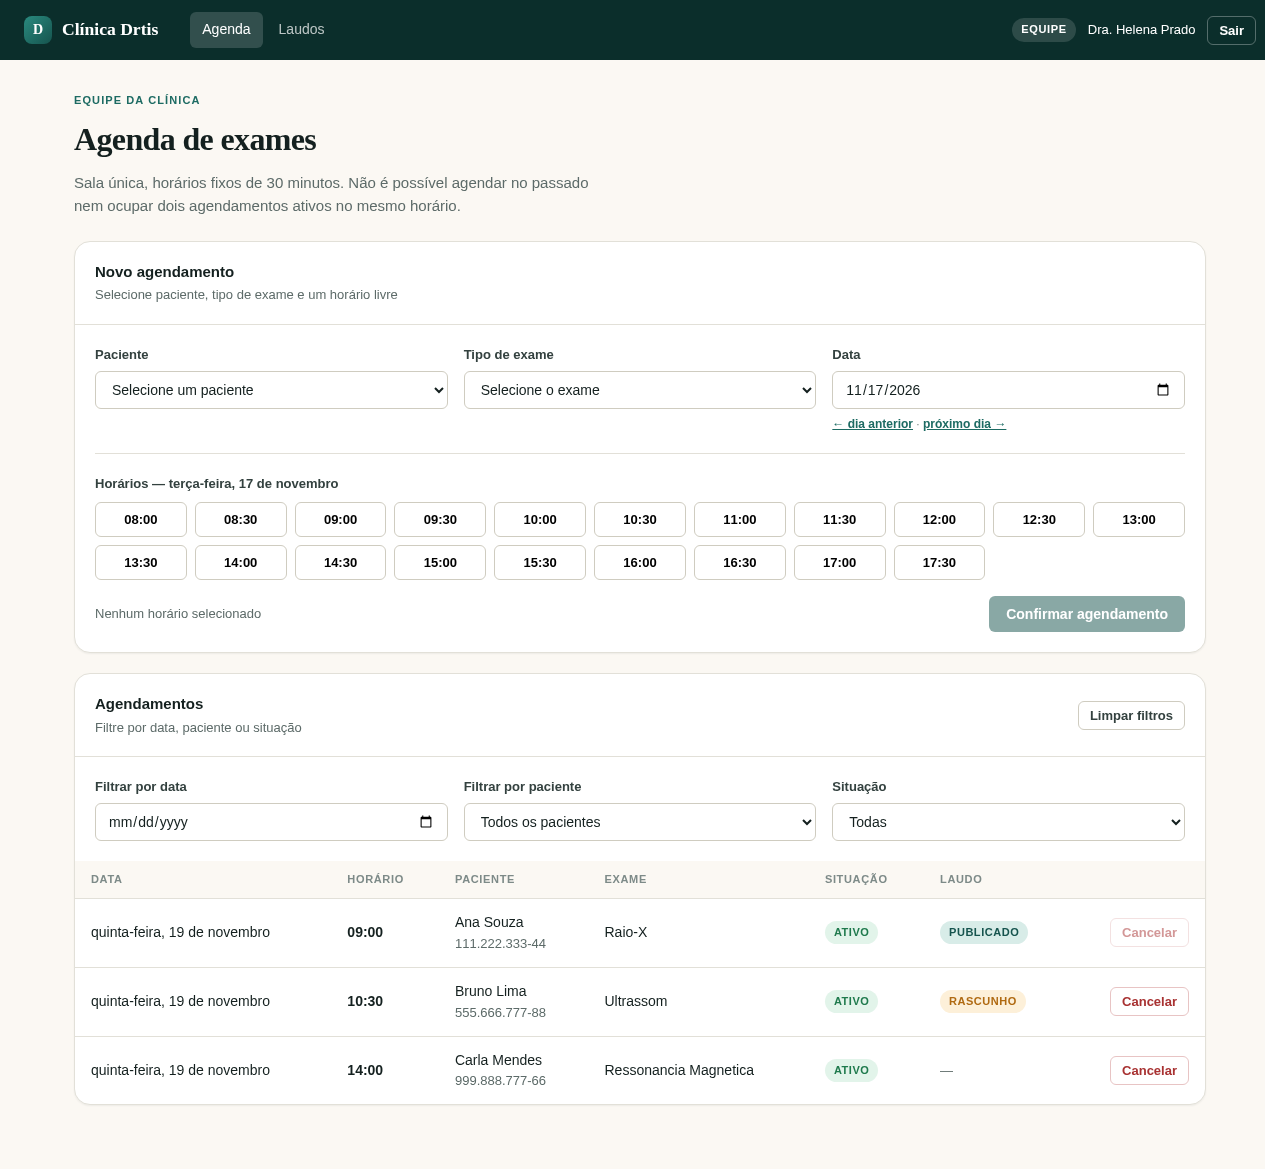 D Clínica Drtis Agenda Laudos EQUIPE Dra. Helena Prado Sair
EQUIPE DA CLÍNICA
Agenda de exames
Sala única, horários fixos de 30 minutos. Não é possível agendar no passado
nem ocupar dois agendamentos ativos no mesmo horário.
Novo agendamento
Selecione paciente, tipo de exame e um horário livre
Paciente Tipo de exame Data
Selecione um paciente Selecione o exame 11/17/2026
← dia anterior · próximo dia →
Horários — terça-feira, 17 de novembro
08:00 08:30 09:00 09:30 10:00 10:30 11:00 11:30 12:00 12:30 13:00
13:30 14:00 14:30 15:00 15:30 16:00 16:30 17:00 17:30
Nenhum horário selecionado Confirmar agendamento
Agendamentos
Filtre por data, paciente ou situação
Limpar filtros
Filtrar por data Filtrar por paciente Situação
mm/dd/yyyy Todos os pacientes Todas
DATA HORÁRIO PACIENTE EXAME SITUAÇÃO LAUDO
quinta-feira, 19 de novembro 09:00 Ana Souza Raio-X ATIVO PUBLICADO Cancelar
111.222.333-44
quinta-feira, 19 de novembro 10:30 Bruno Lima Ultrassom ATIVO RASCUNHO Cancelar
555.666.777-88
quinta-feira, 19 de novembro 14:00 Carla Mendes Ressonancia Magnetica ATIVO — Cancelar
999.888.777-66